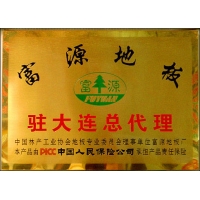 富源地板
富 源
FUYUAN
驻大连总代理
中国林产工业协会地板专业委员会理事单位富源地板厂
本产品由PICC中国人民保险公司承担产品责任保险